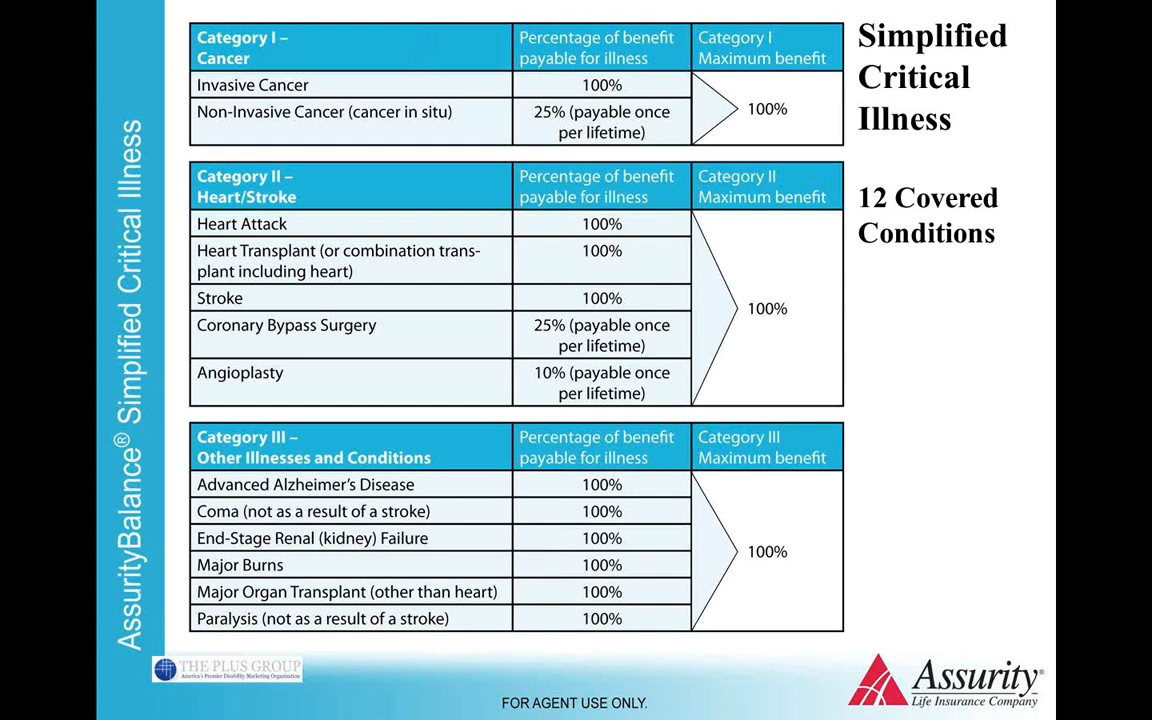 AssurityBalance® Simplified Critical Illness
Simplified
Critical
Illness
12 Covered
Conditions
Category I – Percentage of benefit Category I
Cancer payable for illness Maximum benefit
Invasive Cancer 100%
Non-Invasive Cancer (cancer in situ) 25% (payable once
per lifetime)
100%
Category II – Percentage of benefit Category II
Heart/Stroke payable for illness Maximum benefit
Heart Attack 100%
Heart Transplant (or combination trans- 100%
plant including heart)
Stroke 100%
Coronary Bypass Surgery 25% (payable once
per lifetime)
Angioplasty 10% (payable once
per lifetime)
100%
Category III – Percentage of benefit Category III
Other Illnesses and Conditions payable for illness Maximum benefit
Advanced Alzheimer's Disease 100%
Coma (not as a result of a stroke) 100%
End-Stage Renal (kidney) Failure 100%
Major Burns 100%
Major Organ Transplant (other than heart) 100%
Paralysis (not as a result of a stroke) 100%
100%
THE PLUS GROUP
America's Premier Disability Marketing Organization
FOR AGENT USE ONLY.
Assurity®
Life Insurance Company